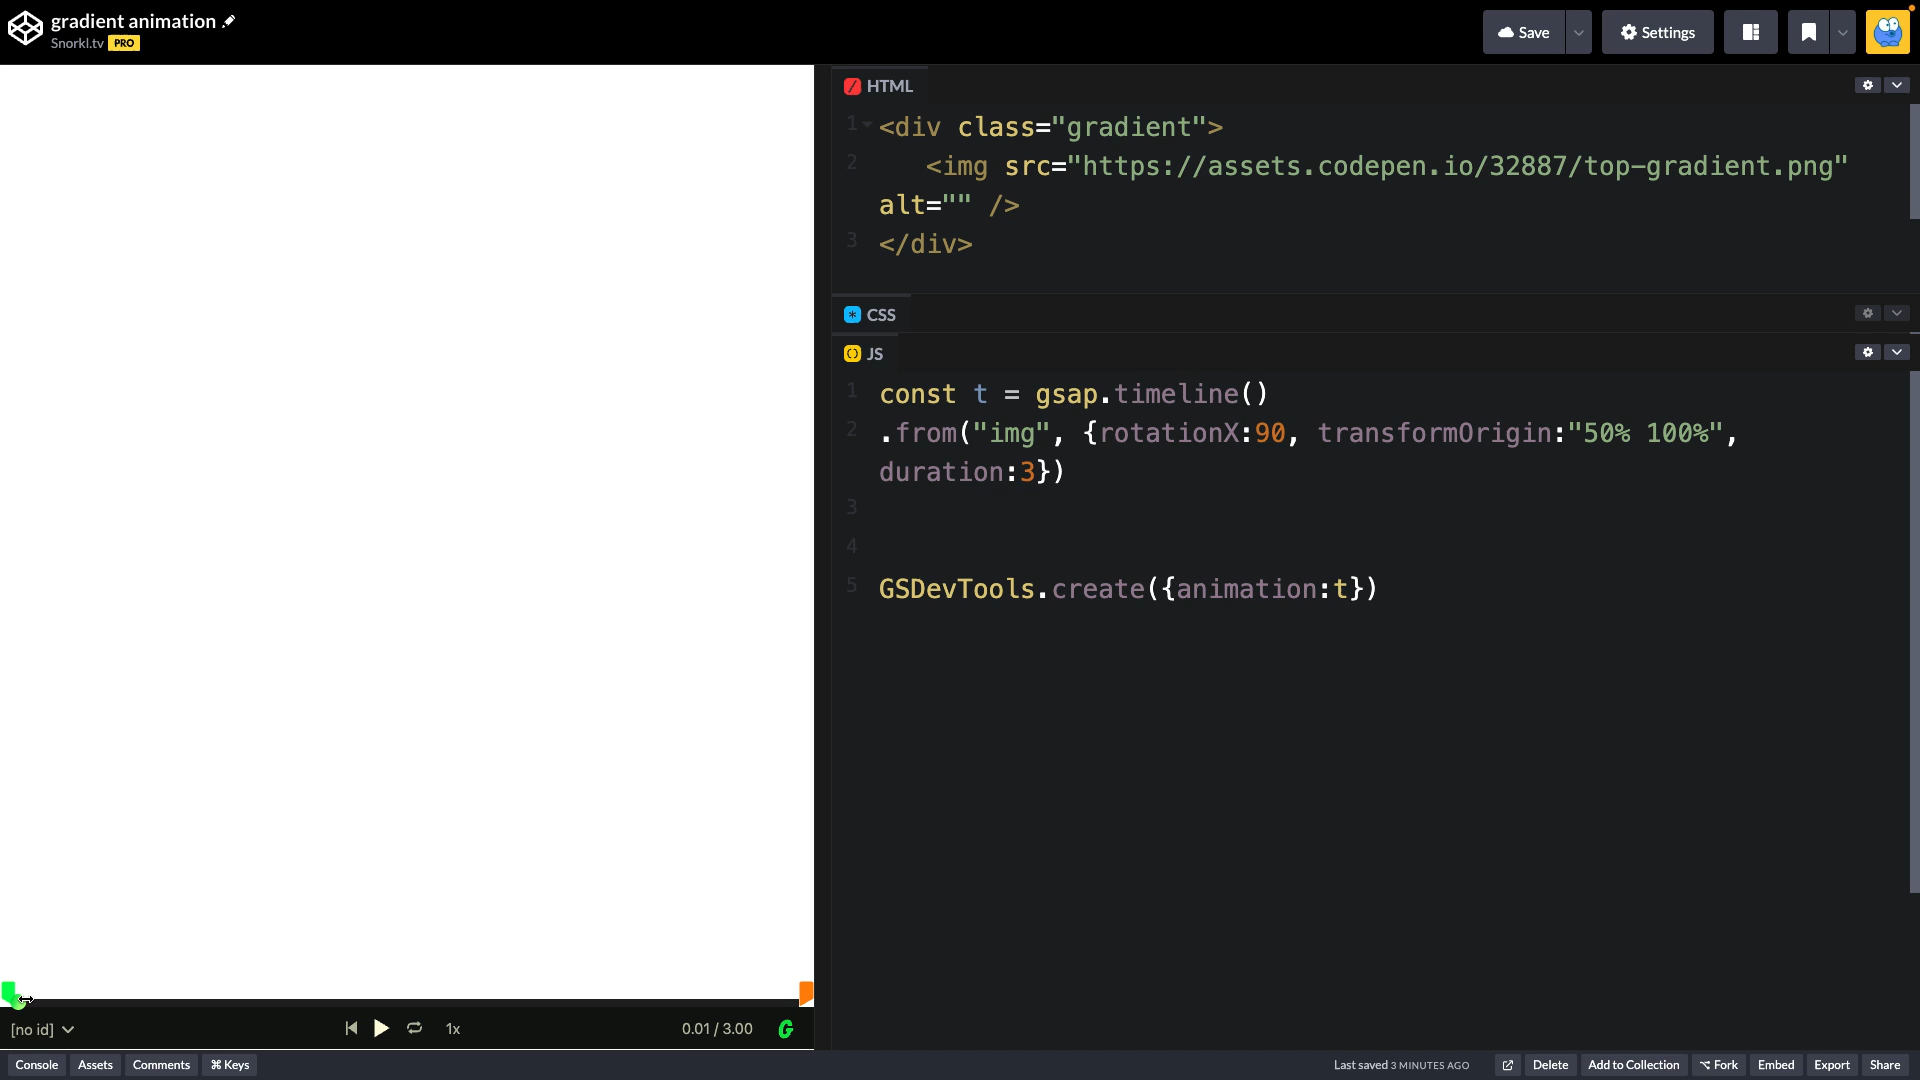 gradient animation
Snorkl.tv PRO
Save
Settings
HTML
1 <div class="gradient">
2 <img src="https://assets.codepen.io/32887/top-gradient.png"
alt="" />
3 </div>
CSS
JS
1 const t = gsap.timeline()
2 .from("img", {rotationX:90, transformOrigin:"50% 100%",
duration:3})
3
4
5 GSDevTools.create({animation:t})
[no id]
1x
0.01 / 3.00
Console
Assets
Comments
⌘ Keys
Last saved 3 MINUTES AGO
Delete
Add to Collection
⌥ Fork
Embed
Export
Share